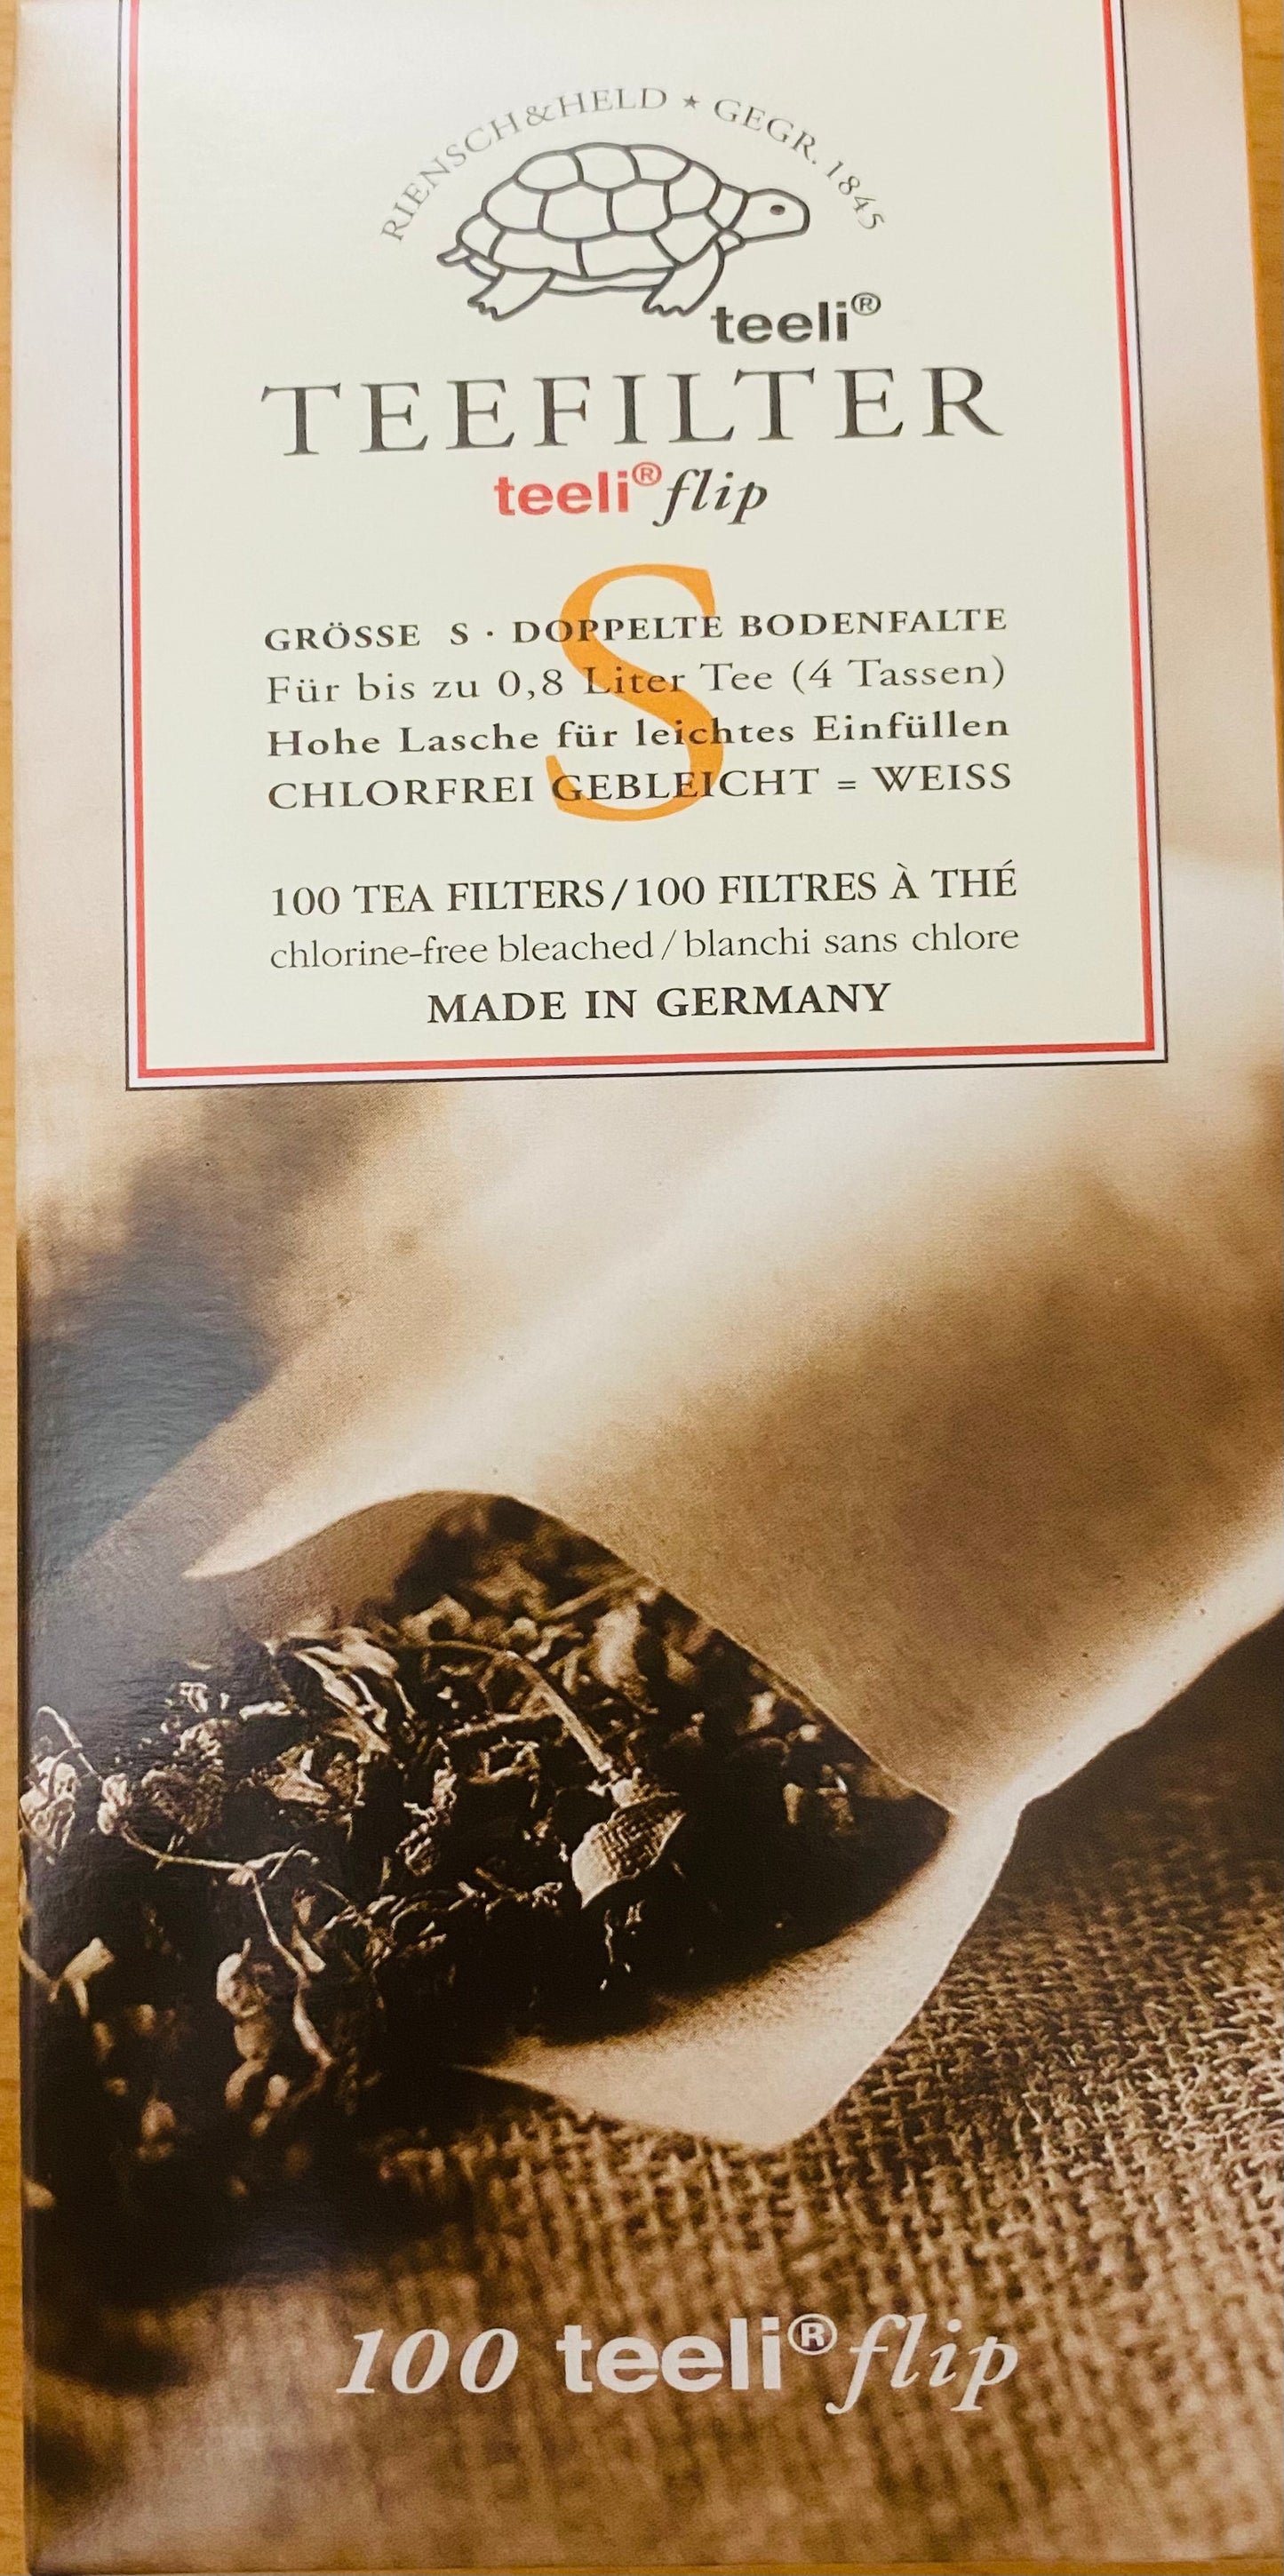 RIENSCH&HELD ★ GEGR. 1845
teeli®
TEEFILTER
teeli®flip
S
GRÖSSE S · DOPPELTE BODENFALTE
Für bis zu 0,8 Liter Tee (4 Tassen)
Hohe Lasche für leichtes Einfüllen
CHLORFREI GEBLEICHT = WEISS
100 TEA FILTERS/100 FILTRES À THÉ
chlorine-free bleached/blanchi sans chlore
MADE IN GERMANY
100 teeli®flip